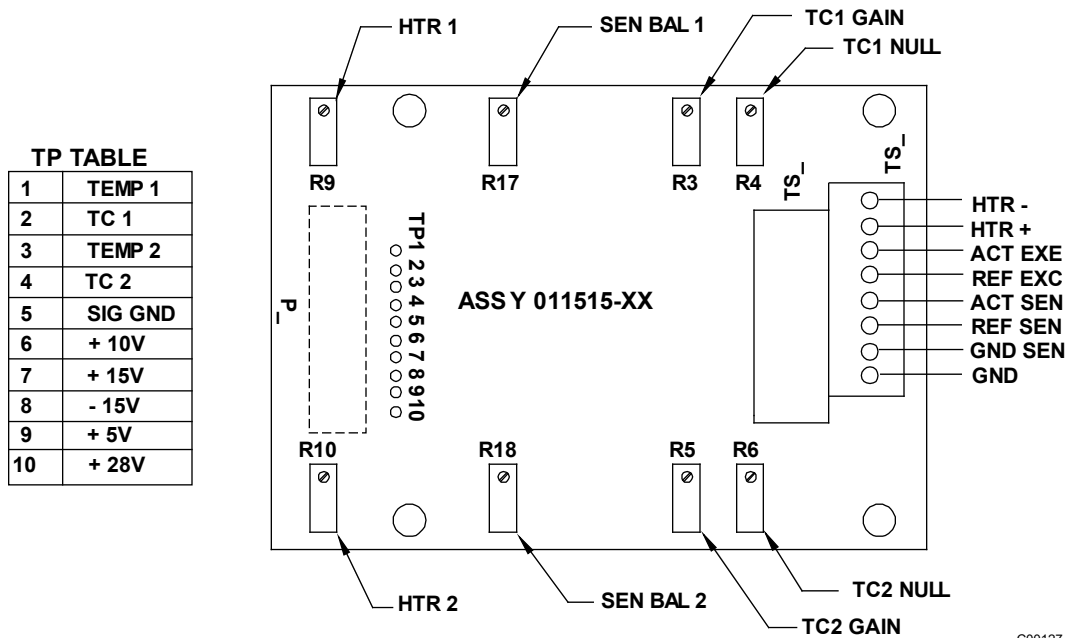 HTR 1
SEN BAL 1
TC1 GAIN
TC1 NULL
TP TABLE
1 TEMP 1
2 TC 1
3 TEMP 2
4 TC 2
5 SIG GND
6 + 10V
7 + 15V
8 - 15V
9 + 5V
10 + 28V
R9
R17
R3
R4
TS_
TS_
P_
TP1 2 3 4 5 6 7 8 9 10
ASSY 011515-XX
HTR -
HTR +
ACT EXE
REF EXC
ACT SEN
REF SEN
GND SEN
GND
R10
R18
R5
R6
HTR 2
SEN BAL 2
TC2 NULL
TC2 GAIN